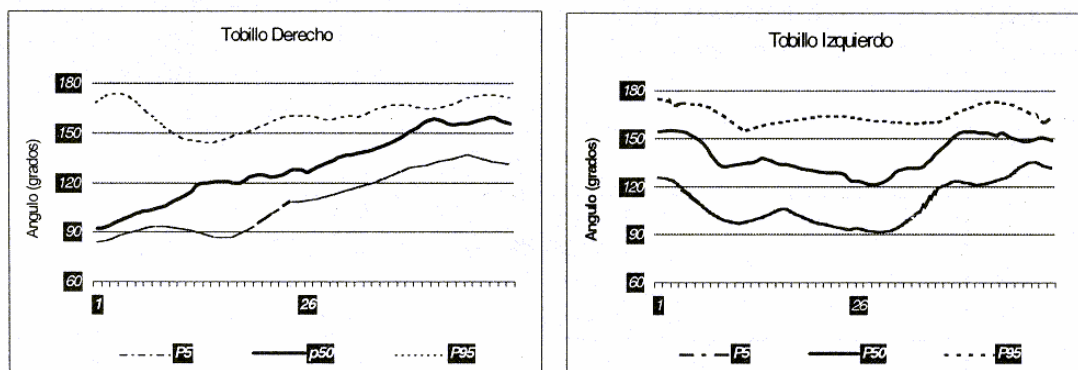 Tobillo Derecho
Angulo (grados)
180
150
120
90
60
1
26
P5
p50
P95
Tobillo Izquierdo
Angulo (grados)
180
150
120
90
60
1
26
P5
P50
P95